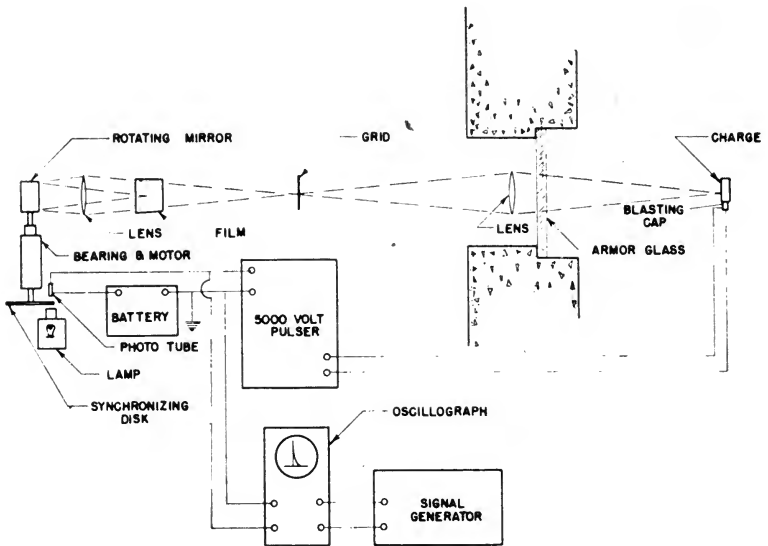 ROTATING MIRROR
GRID
CHARGE
LENS
FILM
LENS
BLASTING
CAP
ARMOR GLASS
BEARING & MOTOR
BATTERY
5000 VOLT
PULSER
PHOTO TUBE
LAMP
SYNCHRONIZING
DISK
OSCILLOGRAPH
SIGNAL
GENERATOR